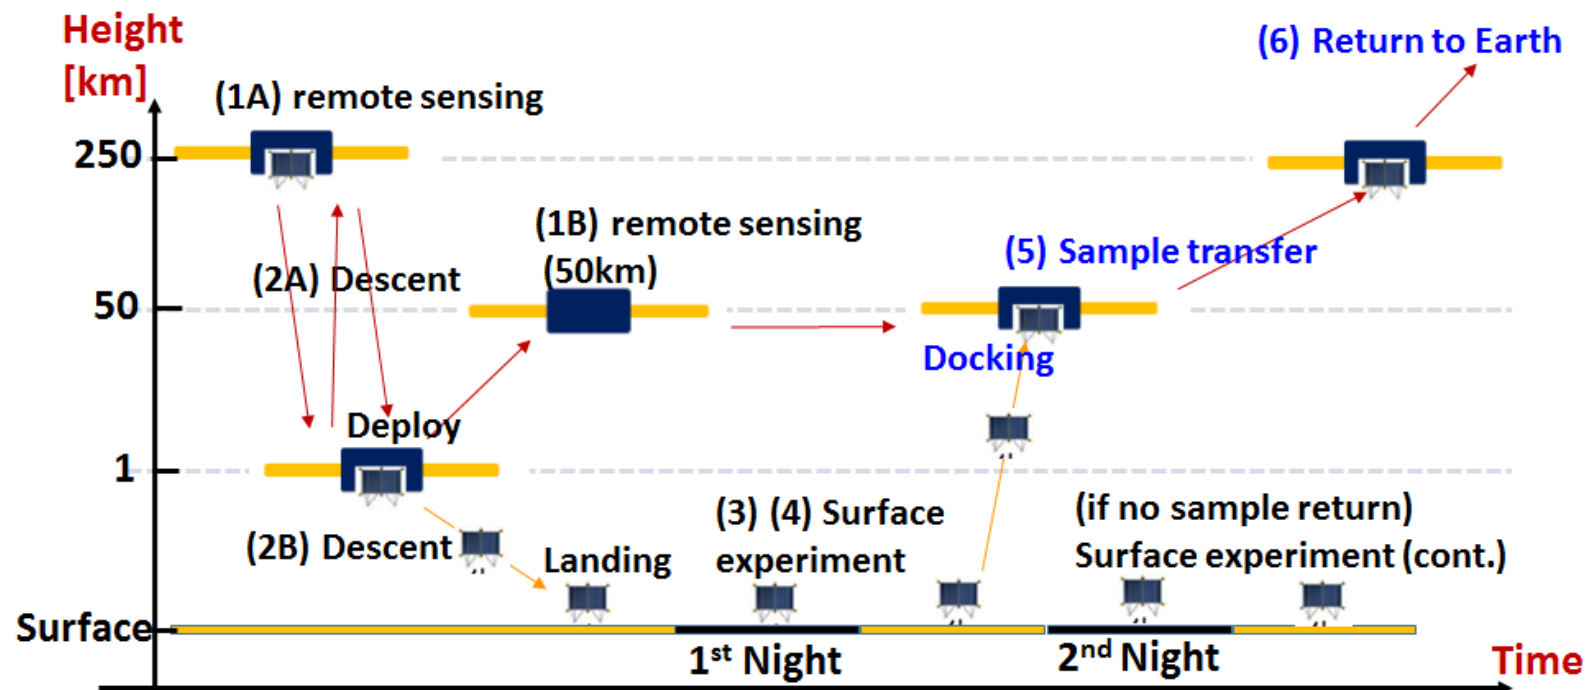 Height
[km]
(6) Return to Earth
(1A) remote sensing
250
(1B) remote sensing
(50km)
(5) Sample transfer
(2A) Descent
50
Docking
Deploy
1
(3) (4) Surface
experiment
(if no sample return)
Surface experiment (cont.)
(2B) Descent
Landing
Surface
1st Night
2nd Night
Time